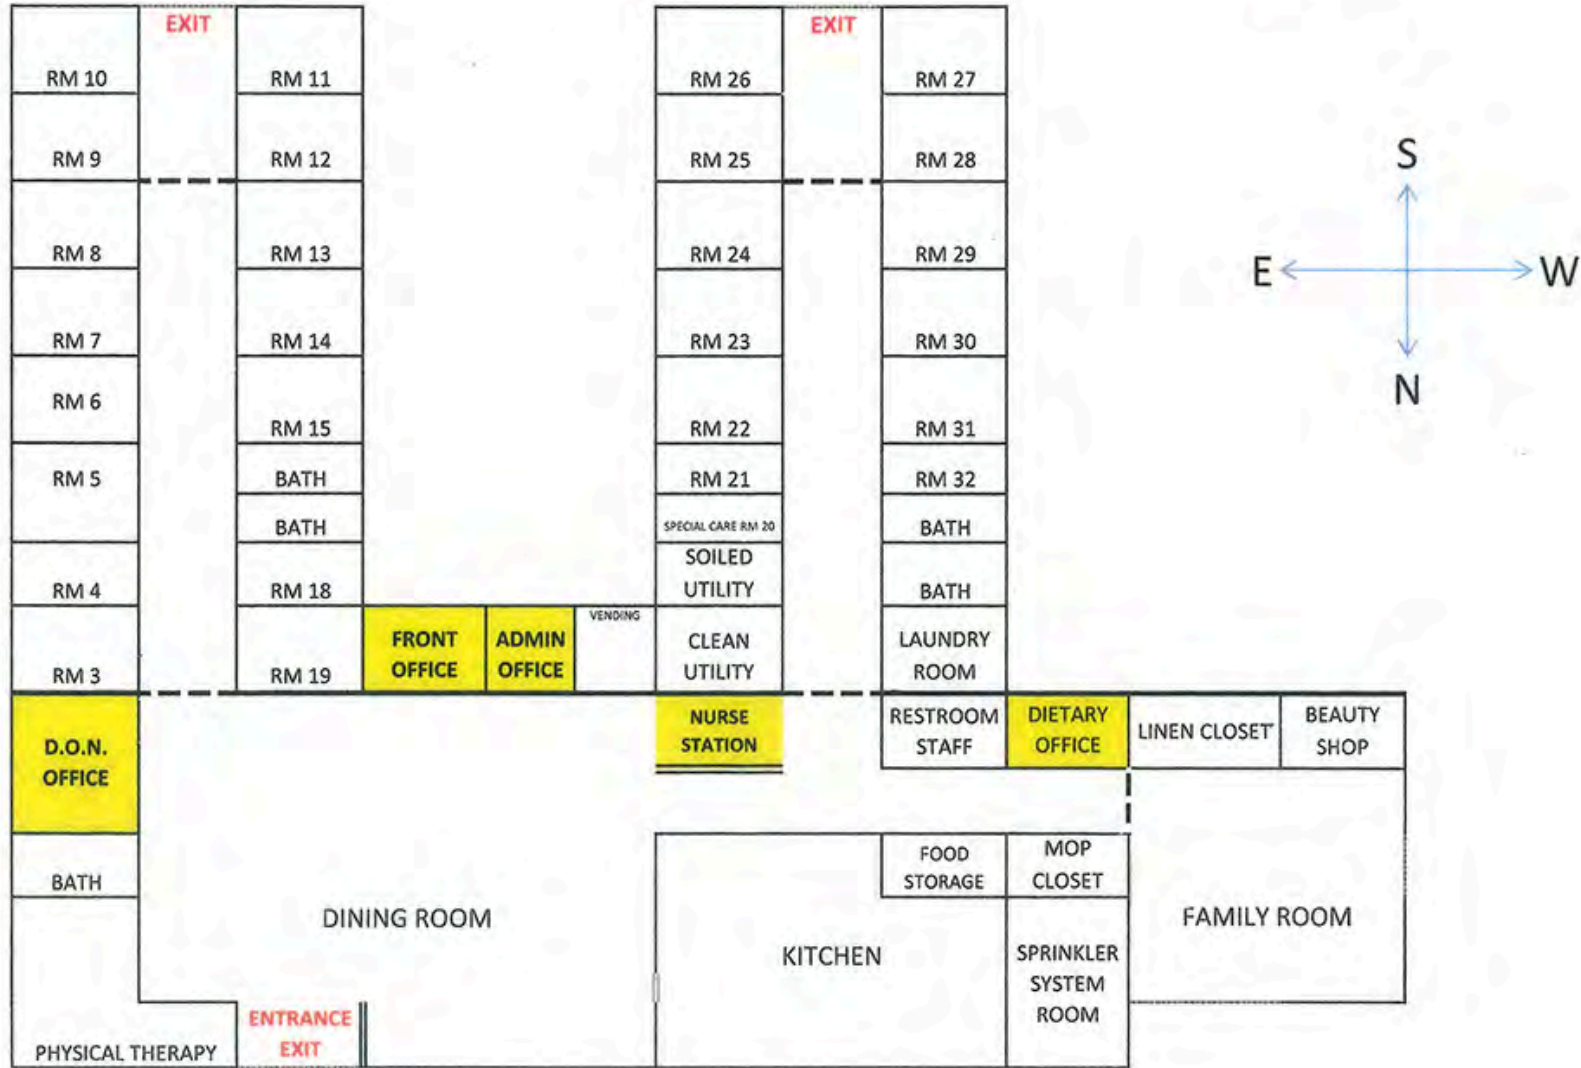 EXIT
EXIT
RM 10
RM 11
RM 26
RM 27
RM 9
RM 12
RM 25
RM 28
S
RM 8
RM 13
RM 24
RM 29
E
W
RM 7
RM 14
RM 23
RM 30
N
RM 6
RM 15
RM 22
RM 31
RM 5
BATH
RM 21
RM 32
BATH
SPECIAL CARE RM 20
BATH
RM 4
RM 18
SOILED
UTILITY
BATH
VENDING
RM 3
RM 19
FRONT
OFFICE
ADMIN
OFFICE
CLEAN
UTILITY
LAUNDRY
ROOM
D.O.N.
OFFICE
NURSE
STATION
RESTROOM
STAFF
DIETARY
OFFICE
LINEN CLOSET
BEAUTY
SHOP
BATH
FOOD
STORAGE
MOP
CLOSET
DINING ROOM
KITCHEN
FAMILY ROOM
SPRINKLER
SYSTEM
ROOM
PHYSICAL THERAPY
ENTRANCE
EXIT